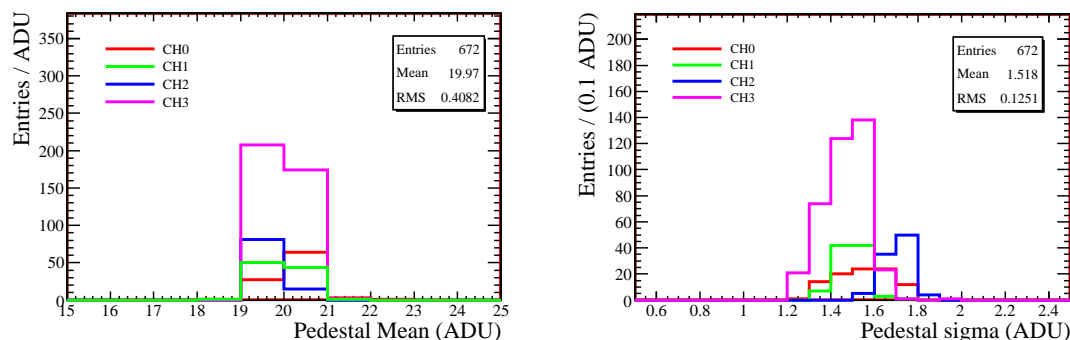 Entries / ADU
350
300
250
200
150
100
50
0
CH0
CH1
CH2
CH3
Entries 672
Mean 19.97
RMS 0.4082
15 16 17 18 19 20 21 22 23 24 25
Pedestal Mean (ADU)
Entries / (0.1 ADU)
200
180
160
140
120
100
80
60
40
20
0
CH0
CH1
CH2
CH3
Entries 672
Mean 1.518
RMS 0.1251
0.6 0.8 1 1.2 1.4 1.6 1.8 2 2.2 2.4
Pedestal sigma (ADU)